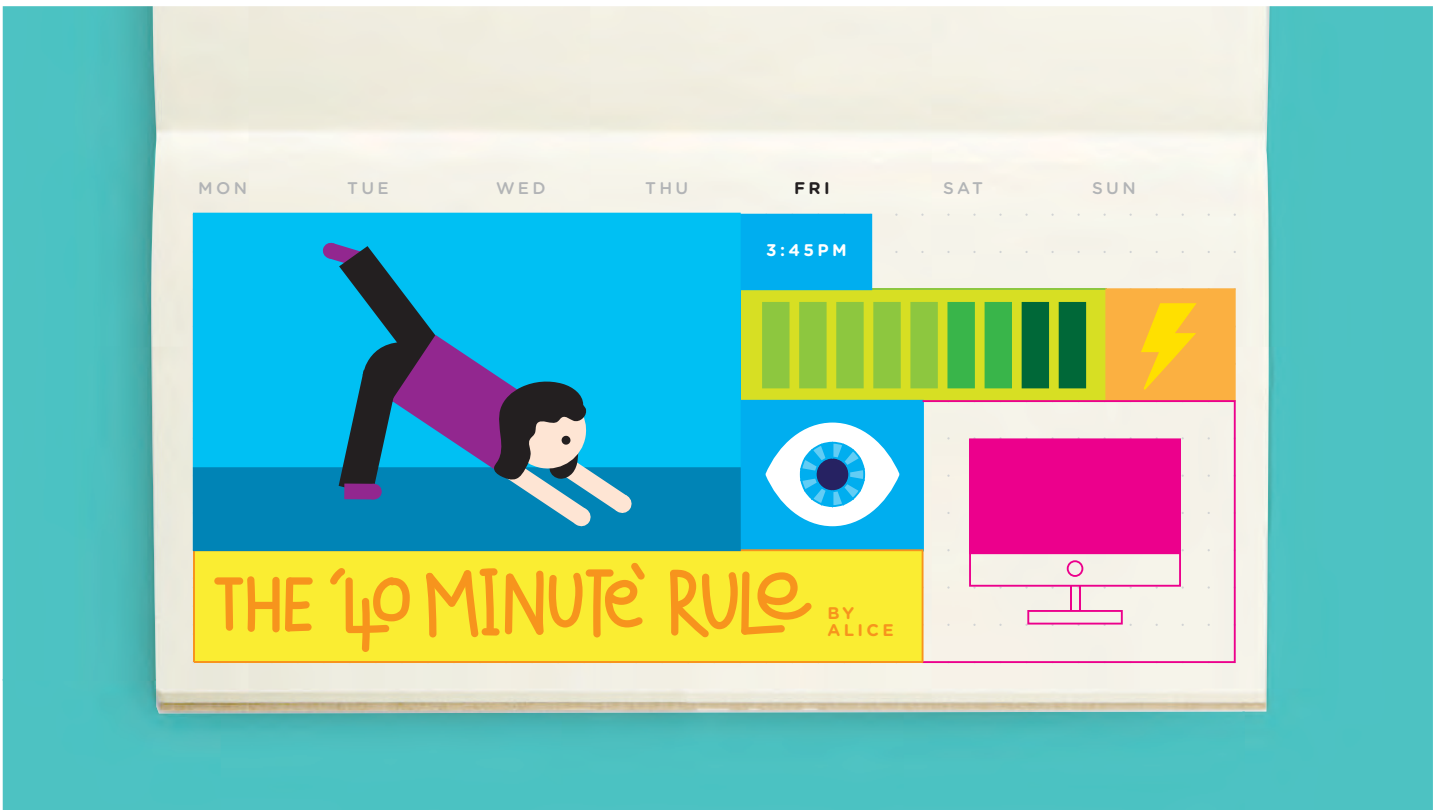 MON TUE WED THU FRI SAT SUN
3:45PM
THE '40 MINUTE' RULE
BY
ALICE